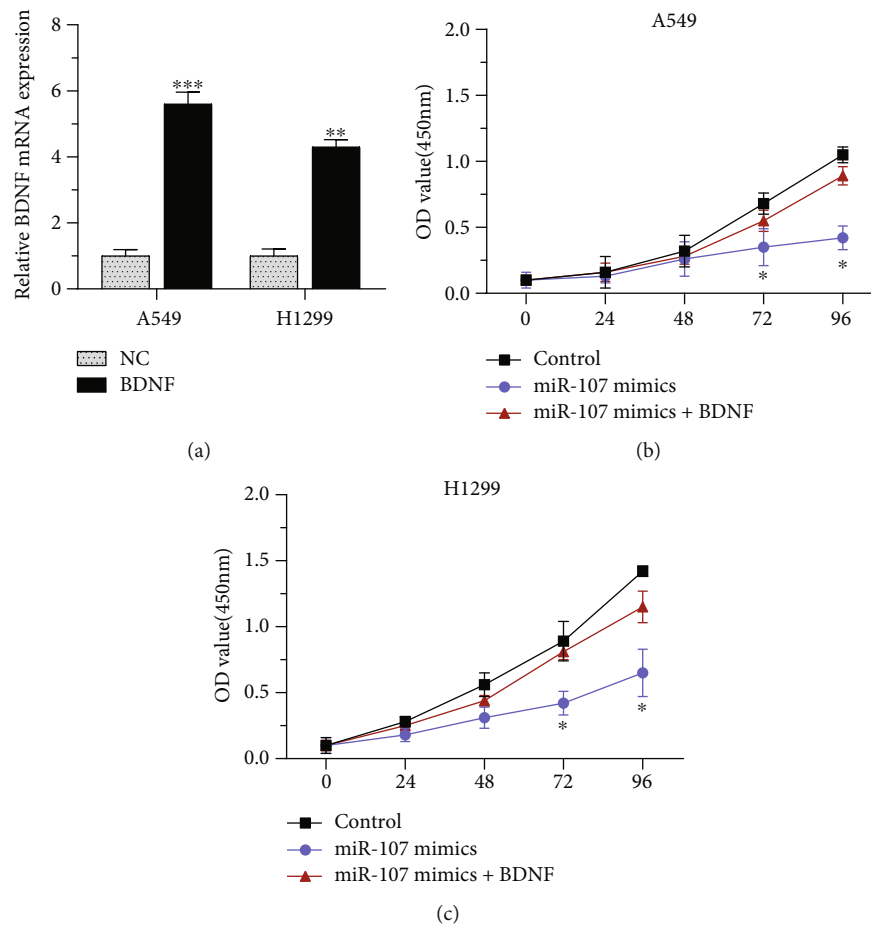 Relative BDNF mRNA expression
8
6
4
2
0
***
**
A549
H1299
NC
BDNF
(a)
A549
OD value(450nm)
2.0
1.5
1.0
0.5
0.0
*
*
0 24 48 72 96
Control
miR-107 mimics
miR-107 mimics + BDNF
(b)
H1299
OD value(450nm)
2.0
1.5
1.0
0.5
0.0
*
*
0 24 48 72 96
Control
miR-107 mimics
miR-107 mimics + BDNF
(c)